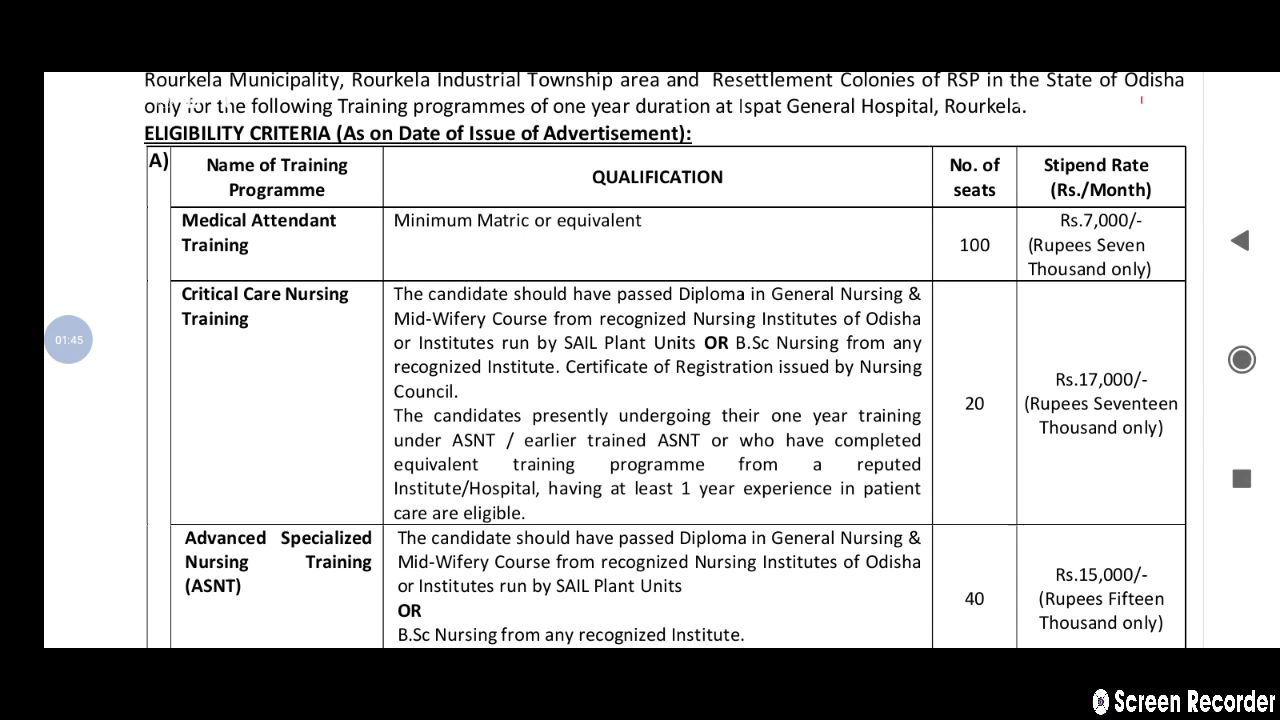 Rourkela Municipality, Rourkela Industrial Township area and Resettlement Colonies of RSP in the State of Odisha
only for the following Training programmes of one year duration at Ispat General Hospital, Rourkela.
ELIGIBILITY CRITERIA (As on Date of Issue of Advertisement):
A)
Name of Training
Programme
QUALIFICATION
No. of
seats
Stipend Rate
(Rs./Month)
Medical Attendant
Training
Minimum Matric or equivalent
100
Rs.7,000/-
(Rupees Seven
Thousand only)
Critical Care Nursing
Training
The candidate should have passed Diploma in General Nursing &
Mid-Wifery Course from recognized Nursing Institutes of Odisha
or Institutes run by SAIL Plant Units OR B.Sc Nursing from any
recognized Institute. Certificate of Registration issued by Nursing
Council.
The candidates presently undergoing their one year training
under ASNT / earlier trained ASNT or who have completed
equivalent training programme from a reputed
Institute/Hospital, having at least 1 year experience in patient
care are eligible.
20
Rs.17,000/-
(Rupees Seventeen
Thousand only)
Advanced Specialized
Nursing Training
(ASNT)
The candidate should have passed Diploma in General Nursing &
Mid-Wifery Course from recognized Nursing Institutes of Odisha
or Institutes run by SAIL Plant Units
OR
B.Sc Nursing from any recognized Institute.
40
Rs.15,000/-
(Rupees Fifteen
Thousand only)
01:45
Screen Recorder